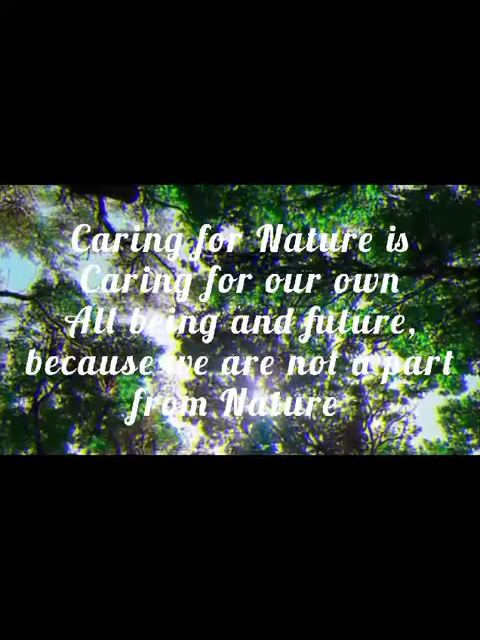 Caring for Nature is
Caring for our own
All being and future,
because we are not a part
from Nature